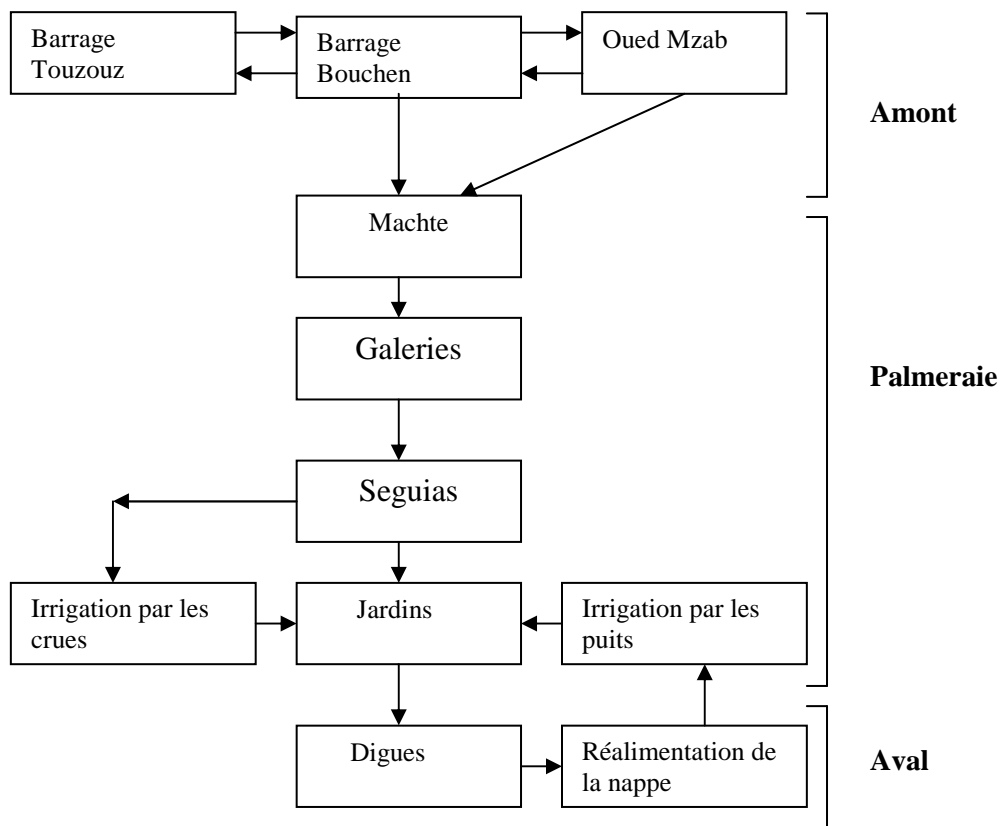 Barrage
Touzouz
Barrage
Bouchen
Oued Mzab
Amont
Machte
Galeries
Palmeraie
Seguias
Irrigation par les
crues
Jardins
Irrigation par les
puits
Digues
Réalimentation de
la nappe
Aval